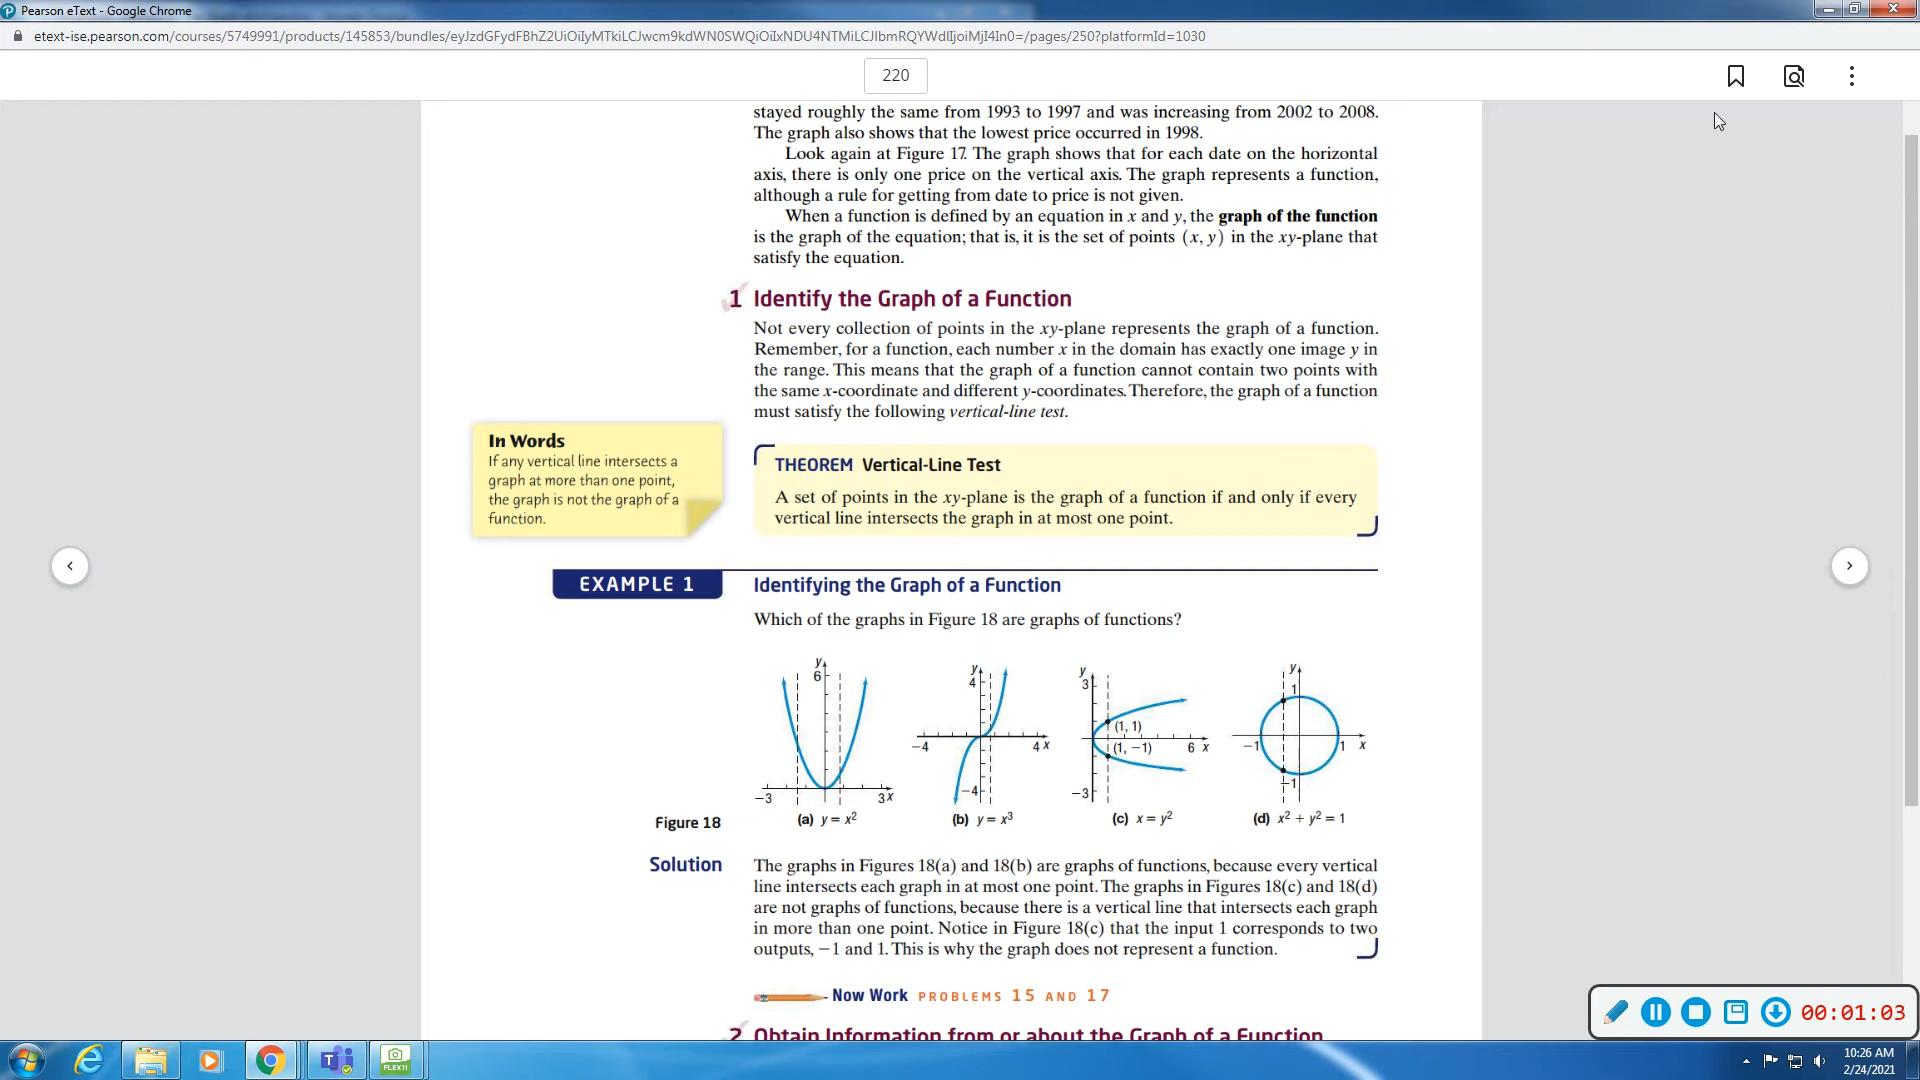 Pearson eText - Google Chrome
etext-ise.pearson.com/courses/5749991/products/145853/bundles/eyJzdGFydFBhZ2UiOiIyMTkiLCJwcm9kdWN0SWQiOiIxNDU4NTMiLCJlbmRQYWdlIjoiMjI4In0=/pages/250?platformId=1030
220
stayed roughly the same from 1993 to 1997 and was increasing from 2002 to 2008.
The graph also shows that the lowest price occurred in 1998.
Look again at Figure 17. The graph shows that for each date on the horizontal
axis, there is only one price on the vertical axis. The graph represents a function,
although a rule for getting from date to price is not given.
When a function is defined by an equation in x and y, the graph of the function
is the graph of the equation; that is, it is the set of points (x, y) in the xy-plane that
satisfy the equation.
1 Identify the Graph of a Function
Not every collection of points in the xy-plane represents the graph of a function.
Remember, for a function, each number x in the domain has exactly one image y in
the range. This means that the graph of a function cannot contain two points with
the same x-coordinate and different y-coordinates. Therefore, the graph of a function
must satisfy the following vertical-line test.
In Words
If any vertical line intersects a
graph at more than one point,
the graph is not the graph of a
function.
THEOREM Vertical-Line Test
A set of points in the xy-plane is the graph of a function if and only if every
vertical line intersects the graph in at most one point.
EXAMPLE 1 Identifying the Graph of a Function
Which of the graphs in Figure 18 are graphs of functions?
y
6
−3
3 x
(a) y = x²
y
4
−4
4 x
−4
(b) y = x³
y
3
(1, 1)
(1, −1)
6 x
−3
(c) x = y²
y
1
−1
1 x
−1
(d) x² + y² = 1
Figure 18
Solution
The graphs in Figures 18(a) and 18(b) are graphs of functions, because every vertical
line intersects each graph in at most one point. The graphs in Figures 18(c) and 18(d)
are not graphs of functions, because there is a vertical line that intersects each graph
in more than one point. Notice in Figure 18(c) that the input 1 corresponds to two
outputs, −1 and 1. This is why the graph does not represent a function.
Now Work PROBLEMS 15 AND 17
2 Obtain Information from or about the Graph of a Function
00:01:03
FLEX11
10:26 AM
2/24/2021